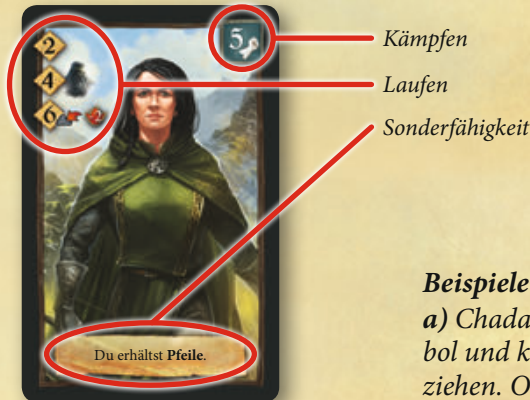 2
4
6
2
5
Kämpfen
Laufen
Sonderfähigkeit
Du erhältst Pfeile.
Beispiele
a) Chada
bol und k
ziehen. O